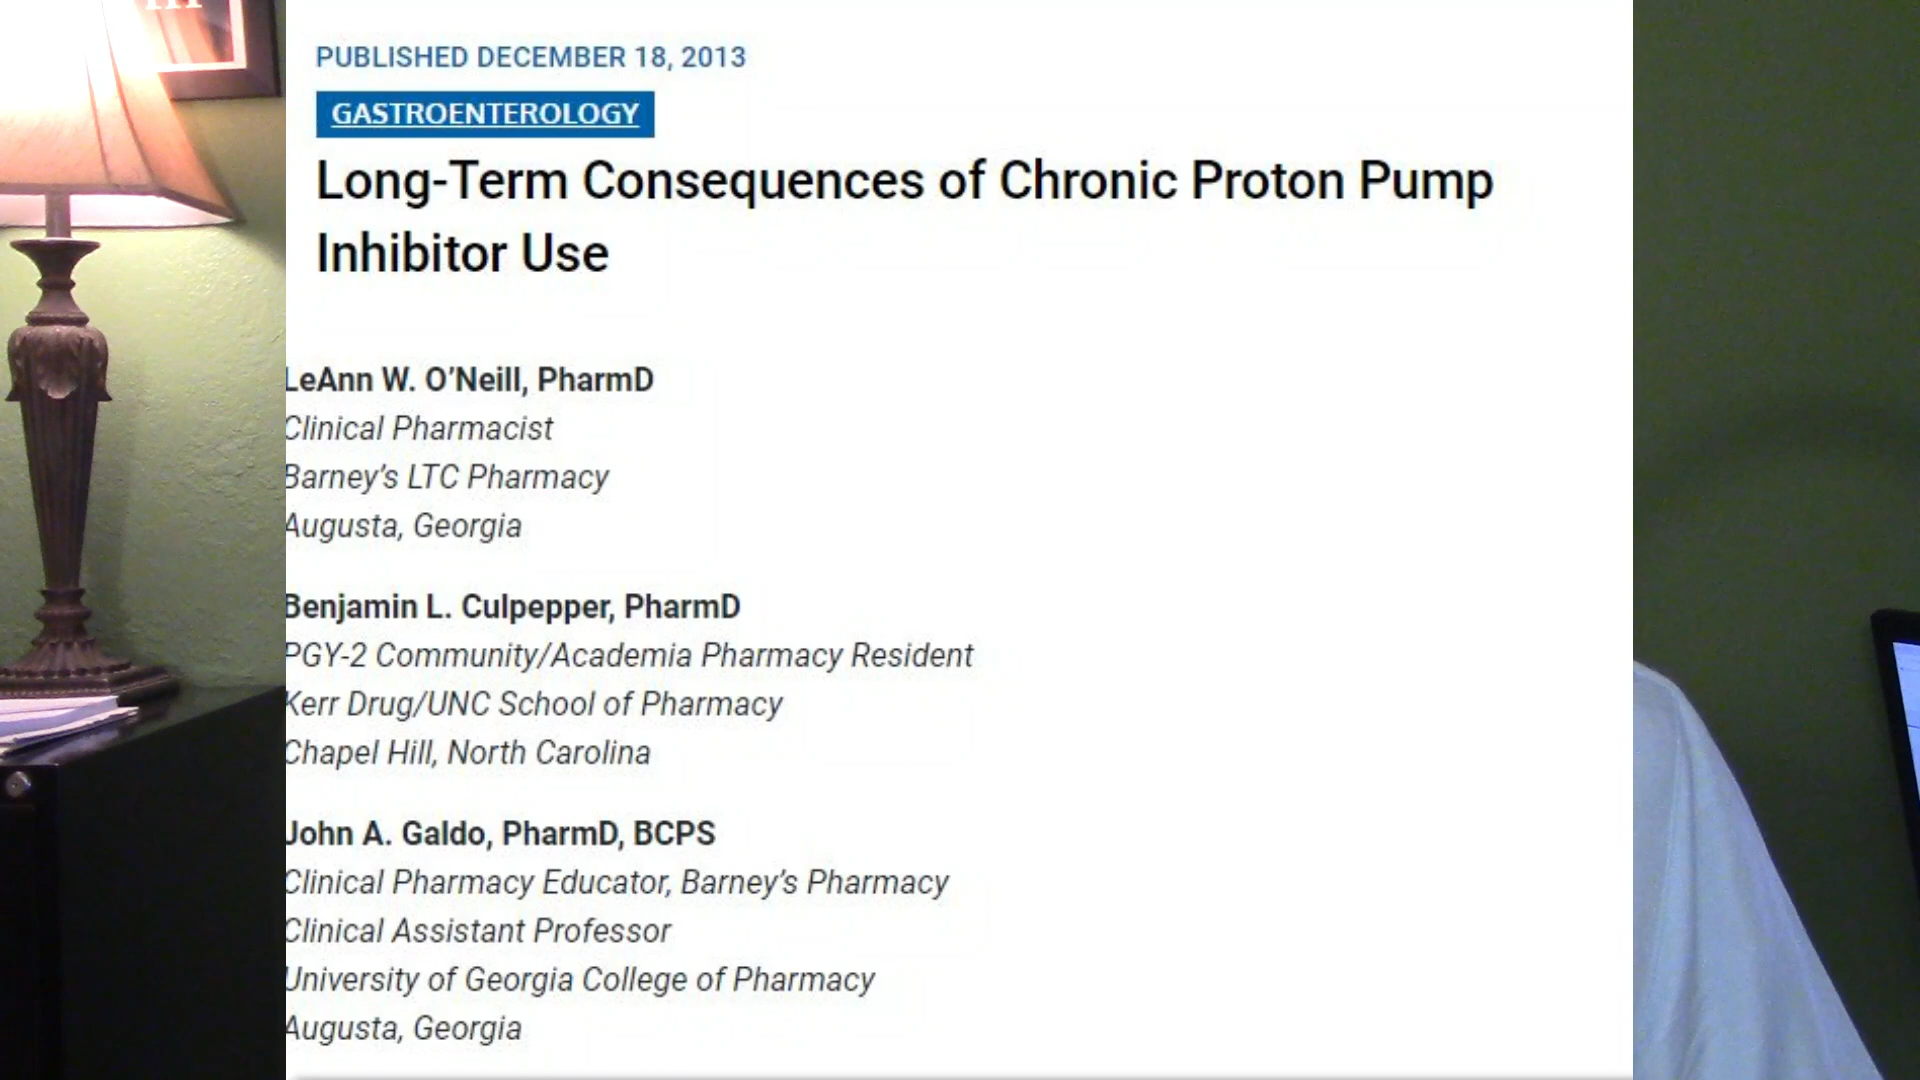 PUBLISHED DECEMBER 18, 2013
GASTROENTEROLOGY
Long-Term Consequences of Chronic Proton Pump
Inhibitor Use
LeAnn W. O’Neill, PharmD
Clinical Pharmacist
Barney’s LTC Pharmacy
Augusta, Georgia
Benjamin L. Culpepper, PharmD
PGY-2 Community/Academia Pharmacy Resident
Kerr Drug/UNC School of Pharmacy
Chapel Hill, North Carolina
John A. Galdo, PharmD, BCPS
Clinical Pharmacy Educator, Barney’s Pharmacy
Clinical Assistant Professor
University of Georgia College of Pharmacy
Augusta, Georgia